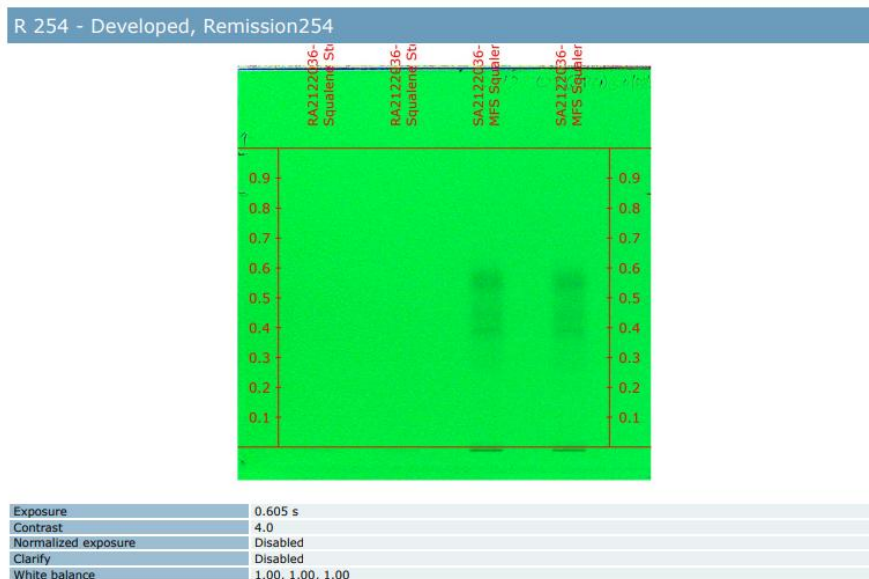 R 254 - Developed, Remission254
RA2122036-
Squalene St
RA2122036-
Squalene St
SA2122036-
MFS Squaler
SA2122036-
MFS Squaler
0.9 0.9
0.8 0.8
0.7 0.7
0.6 0.6
0.5 0.5
0.4 0.4
0.3 0.3
0.2 0.2
0.1 0.1
Exposure 0.605 s
Contrast 4.0
Normalized exposure Disabled
Clarify Disabled
White balance 1.00, 1.00, 1.00